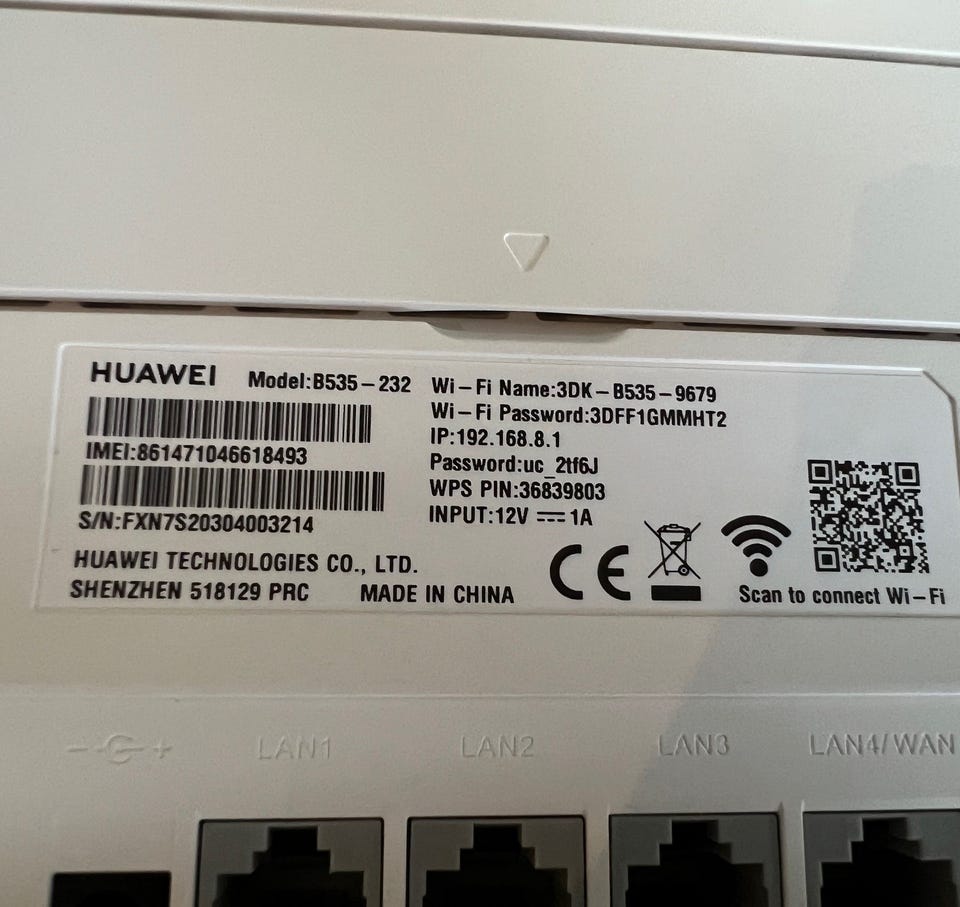 HUAWEI Model:B535-232
IMEI:861471046618493
S/N:FXN7S20304003214
HUAWEI TECHNOLOGIES CO., LTD.
SHENZHEN 518129 PRC MADE IN CHINA
Wi-Fi Name:3DK-B535-9679
Wi-Fi Password:3DFF1GMMHT2
IP:192.168.8.1
Password:uc_2tf6J
WPS PIN:36839803
INPUT:12V ⎓ 1A
CE
Scan to connect Wi-Fi
LAN1 LAN2 LAN3 LAN4/WAN